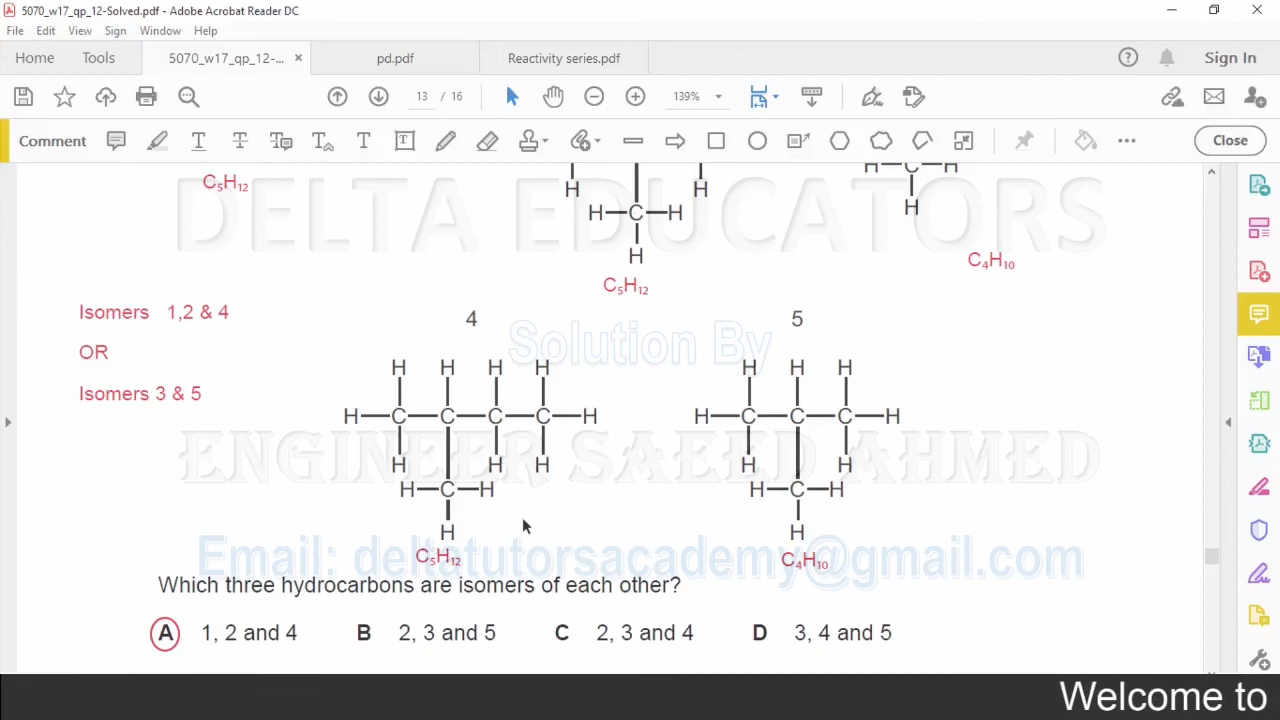 5070_w17_qp_12-Solved.pdf - Adobe Acrobat Reader DC
File Edit View Sign Window Help
Home Tools 5070_w17_qp_12-... × pd.pdf Reactivity series.pdf Sign In
13 / 16 139%
Comment Close
DELTA EDUCATORS
C₅H₁₂
H H
H C H
H
C₅H₁₂
H C H
H
C₄H₁₀
Isomers 1,2 & 4
OR
Isomers 3 & 5
Solution By
4 5
H H H H H H H
H C C C C H H C C C H
H H H H H
H C H H C H
H H
C₅H₁₂ C₄H₁₀
ENGINEER SAEED AHMED
Email: deltatutorsacademy@gmail.com
Which three hydrocarbons are isomers of each other?
A 1, 2 and 4 B 2, 3 and 5 C 2, 3 and 4 D 3, 4 and 5
Welcome to